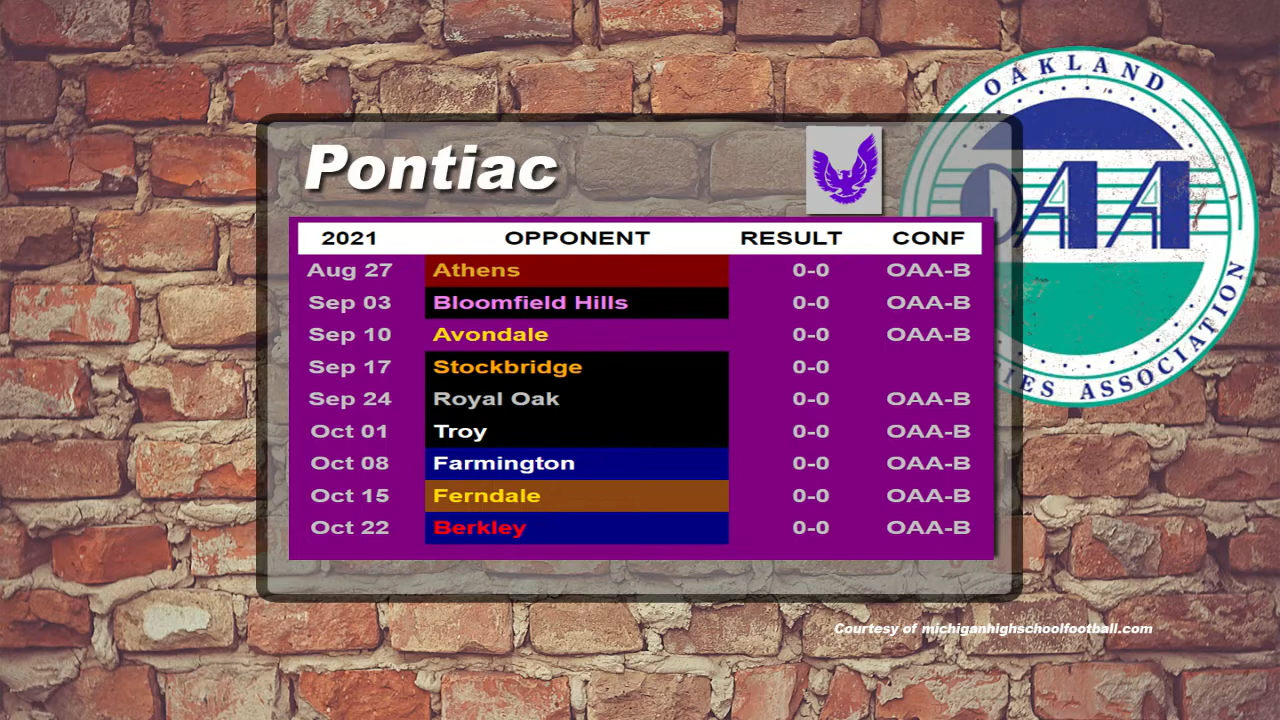 Pontiac
OAKLAND
OAA
ASSOCIATION
2021 OPPONENT RESULT CONF
Aug 27 Athens 0-0 OAA-B
Sep 03 Bloomfield Hills 0-0 OAA-B
Sep 10 Avondale 0-0 OAA-B
Sep 17 Stockbridge 0-0
Sep 24 Royal Oak 0-0 OAA-B
Oct 01 Troy 0-0 OAA-B
Oct 08 Farmington 0-0 OAA-B
Oct 15 Ferndale 0-0 OAA-B
Oct 22 Berkley 0-0 OAA-B
Courtesy of michiganhighschoolfootball.com